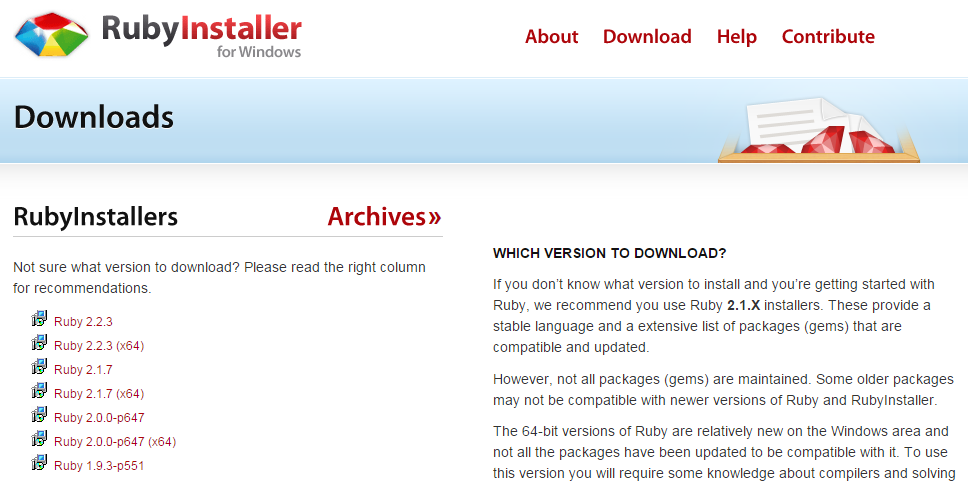 RubyInstaller
for Windows
About Download Help Contribute
Downloads
RubyInstallers Archives»
Not sure what version to download? Please read the right column
for recommendations.
Ruby 2.2.3
Ruby 2.2.3 (x64)
Ruby 2.1.7
Ruby 2.1.7 (x64)
Ruby 2.0.0-p647
Ruby 2.0.0-p647 (x64)
Ruby 1.9.3-p551
WHICH VERSION TO DOWNLOAD?
If you don’t know what version to install and you’re getting started with
Ruby, we recommend you use Ruby 2.1.X installers. These provide a
stable language and a extensive list of packages (gems) that are
compatible and updated.
However, not all packages (gems) are maintained. Some older packages
may not be compatible with newer versions of Ruby and RubyInstaller.
The 64-bit versions of Ruby are relatively new on the Windows area and
not all the packages have been updated to be compatible with it. To use
this version you will require some knowledge about compilers and solving